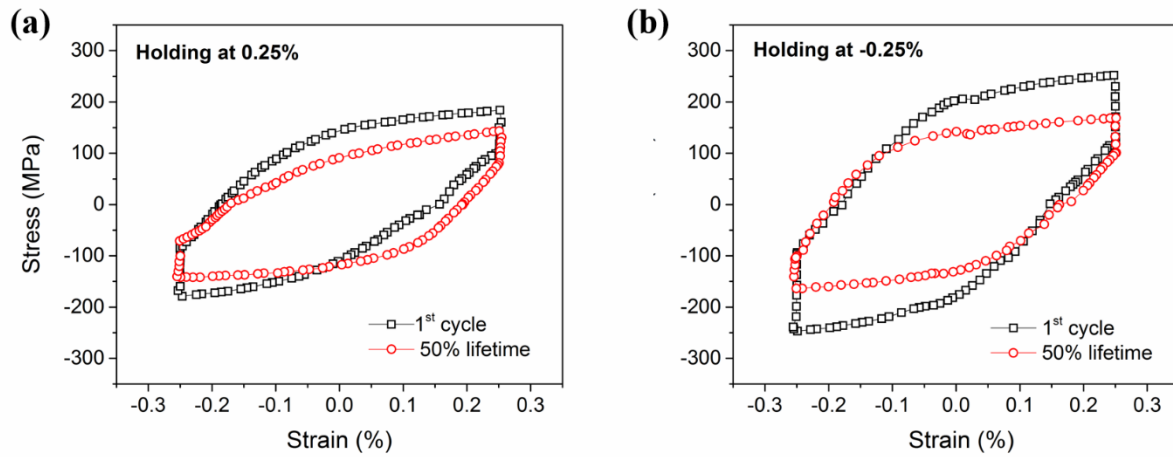 (a)
Holding at 0.25%
Stress (MPa)
300
200
100
0
-100
-200
-300
1st cycle
50% lifetime
-0.3 -0.2 -0.1 0.0 0.1 0.2 0.3
Strain (%)
(b)
Holding at -0.25%
300
200
100
0
-100
-200
-300
1st cycle
50% lifetime
-0.3 -0.2 -0.1 0.0 0.1 0.2 0.3
Strain (%)